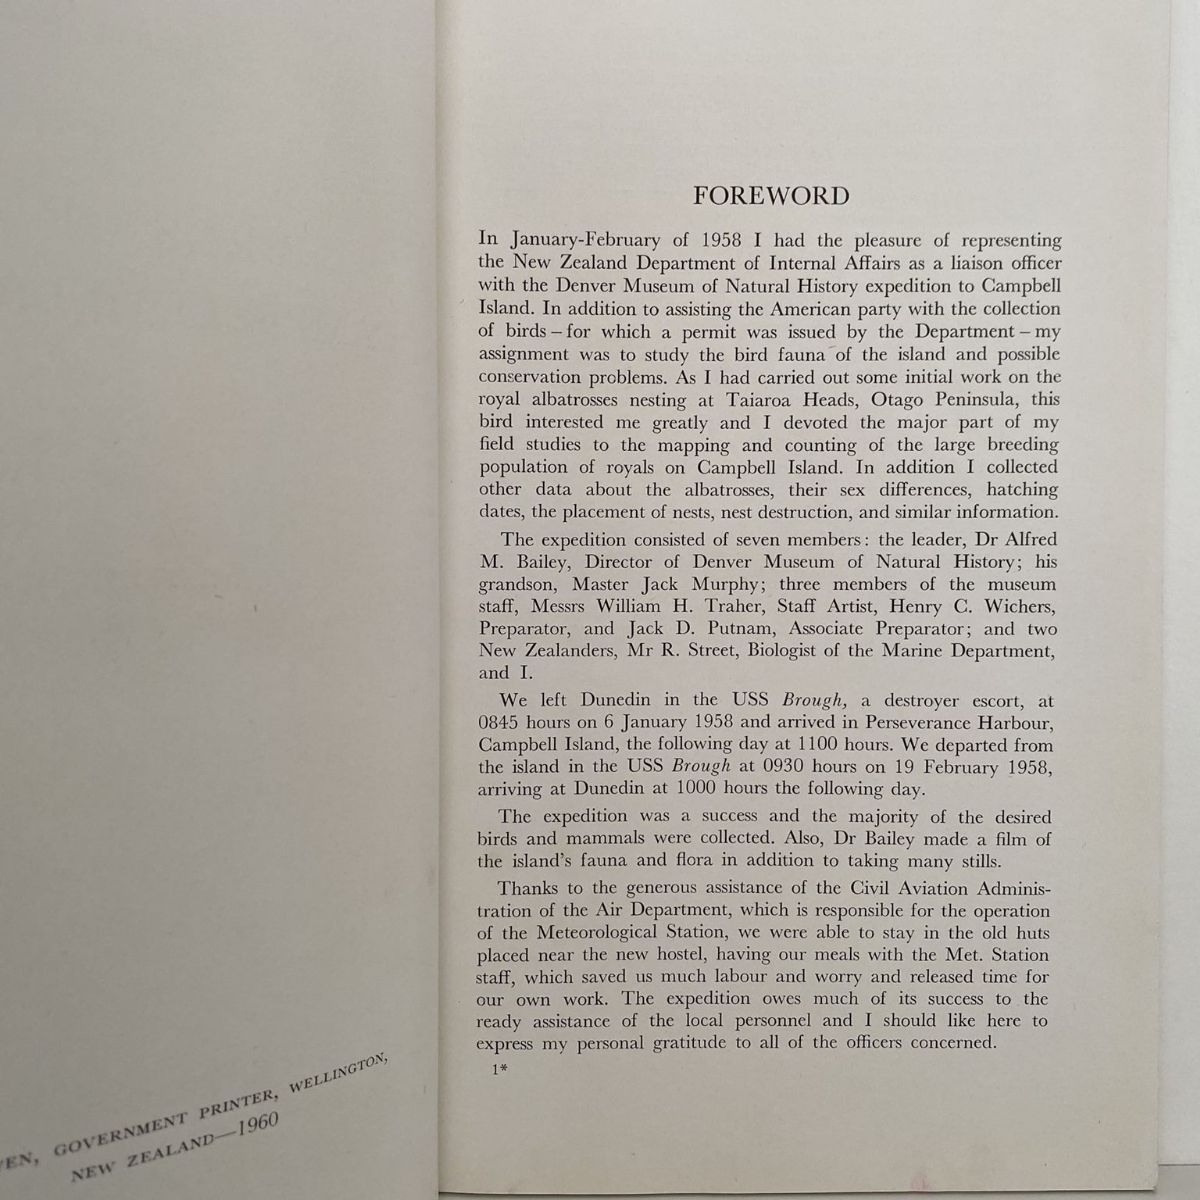 EN, GOVERNMENT PRINTER, WELLINGTON,
NEW ZEALAND—1960
FOREWORD
In January-February of 1958 I had the pleasure of representing
the New Zealand Department of Internal Affairs as a liaison officer
with the Denver Museum of Natural History expedition to Campbell
Island. In addition to assisting the American party with the collection
of birds – for which a permit was issued by the Department – my
assignment was to study the bird fauna of the island and possible
conservation problems. As I had carried out some initial work on the
royal albatrosses nesting at Taiaroa Heads, Otago Peninsula, this
bird interested me greatly and I devoted the major part of my
field studies to the mapping and counting of the large breeding
population of royals on Campbell Island. In addition I collected
other data about the albatrosses, their sex differences, hatching
dates, the placement of nests, nest destruction, and similar information.
The expedition consisted of seven members: the leader, Dr Alfred
M. Bailey, Director of Denver Museum of Natural History; his
grandson, Master Jack Murphy; three members of the museum
staff, Messrs William H. Traher, Staff Artist, Henry C. Wichers,
Preparator, and Jack D. Putnam, Associate Preparator; and two
New Zealanders, Mr R. Street, Biologist of the Marine Department,
and I.
We left Dunedin in the USS Brough, a destroyer escort, at
0845 hours on 6 January 1958 and arrived in Perseverance Harbour,
Campbell Island, the following day at 1100 hours. We departed from
the island in the USS Brough at 0930 hours on 19 February 1958,
arriving at Dunedin at 1000 hours the following day.
The expedition was a success and the majority of the desired
birds and mammals were collected. Also, Dr Bailey made a film of
the island's fauna and flora in addition to taking many stills.
Thanks to the generous assistance of the Civil Aviation Adminis-
tration of the Air Department, which is responsible for the operation
of the Meteorological Station, we were able to stay in the old huts
placed near the new hostel, having our meals with the Met. Station
staff, which saved us much labour and worry and released time for
our own work. The expedition owes much of its success to the
ready assistance of the local personnel and I should like here to
express my personal gratitude to all of the officers concerned.
1*